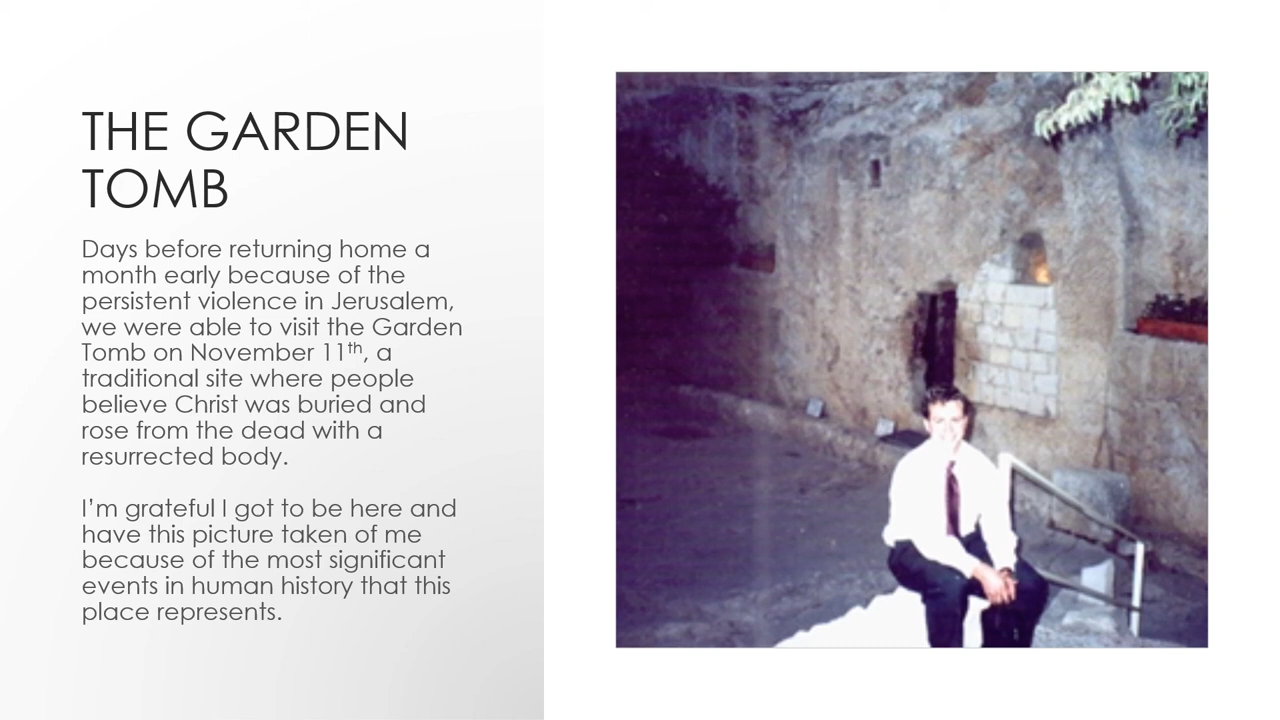 THE GARDEN
TOMB
Days before returning home a
month early because of the
persistent violence in Jerusalem,
we were able to visit the Garden
Tomb on November 11th, a
traditional site where people
believe Christ was buried and
rose from the dead with a
resurrected body.
I’m grateful I got to be here and
have this picture taken of me
because of the most significant
events in human history that this
place represents.